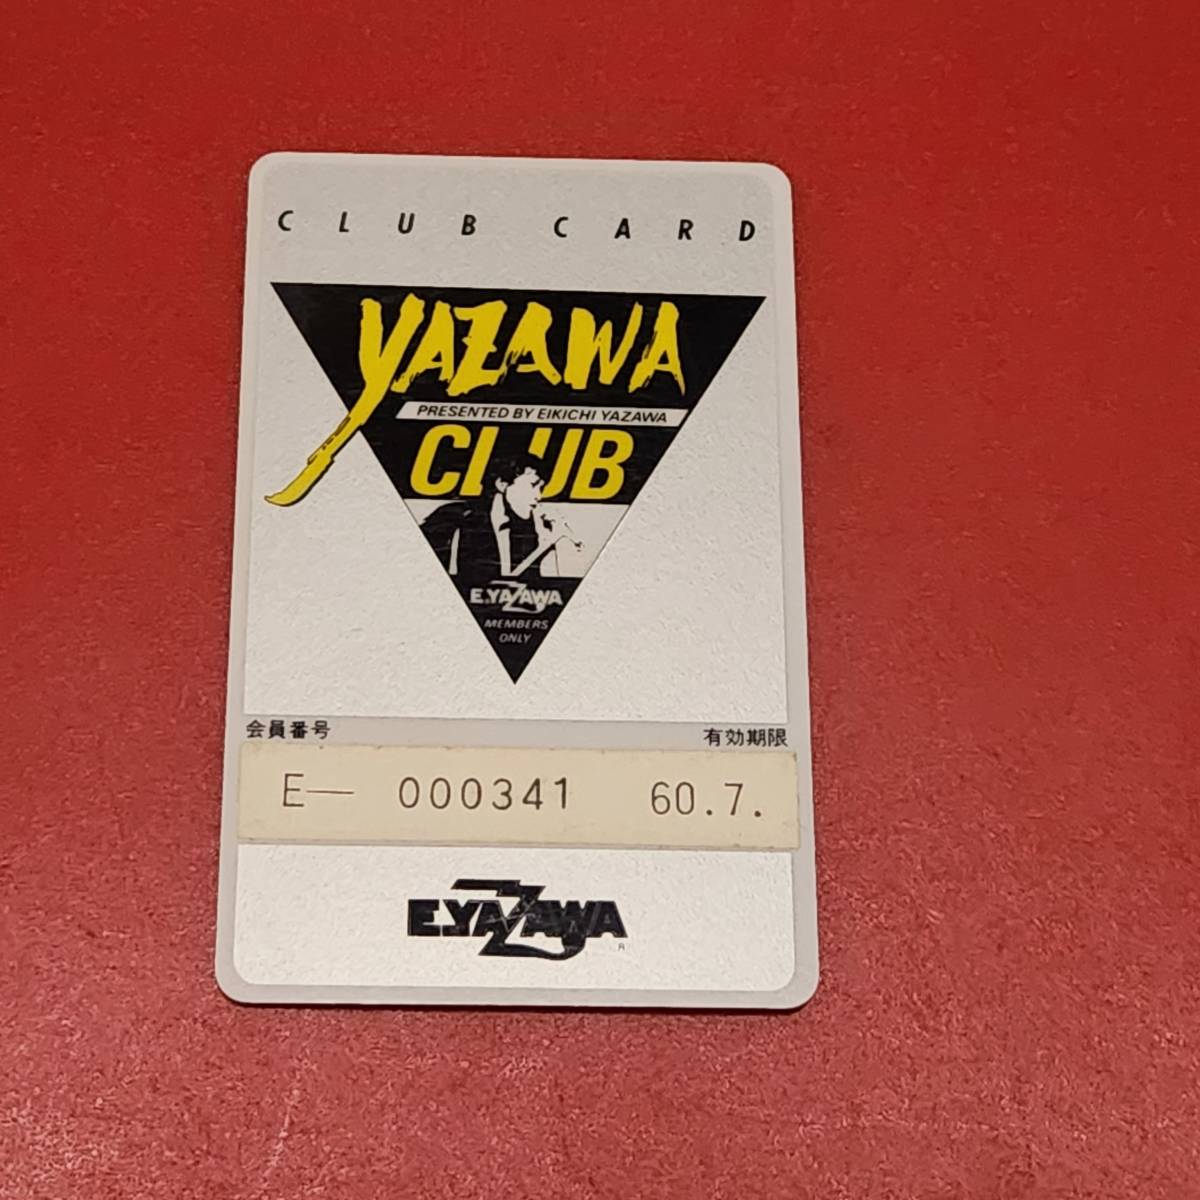 CLUB CARD
YAZAWA
PRESENTED BY EIKICHI YAZAWA
CLUB
E.YAZAWA
MEMBERS
ONLY
会員番号 有効期限
E— 000341 60.7.
E.YAZAWA
R